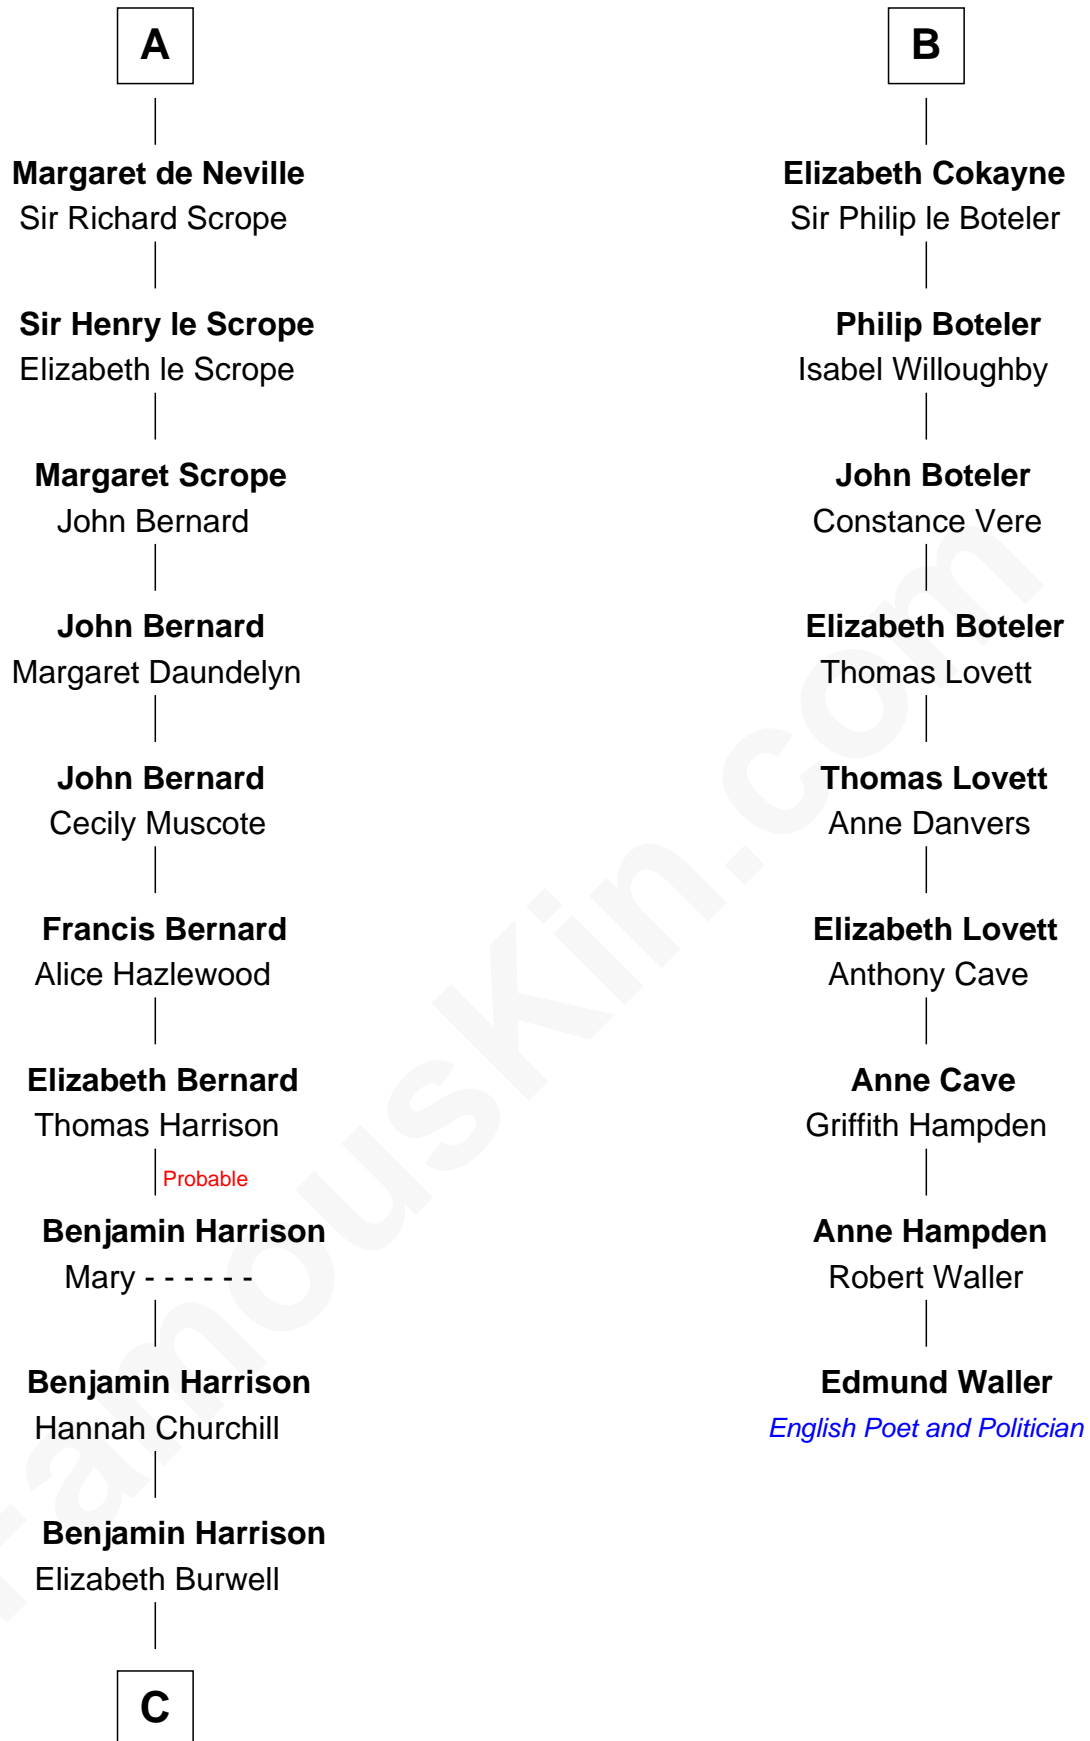 A
Margaret de Neville
Sir Richard Scrope
Sir Henry le Scrope
Elizabeth le Scrope
Margaret Scrope
John Bernard
John Bernard
Margaret Daundelyn
John Bernard
Cecily Muscote
Francis Bernard
Alice Hazlewood
Elizabeth Bernard
Thomas Harrison
Probable
Benjamin Harrison
Mary - - - - - -
Benjamin Harrison
Hannah Churchill
Benjamin Harrison
Elizabeth Burwell
C
B
Elizabeth Cokayne
Sir Philip le Boteler
Philip Boteler
Isabel Willoughby
John Boteler
Constance Vere
Elizabeth Boteler
Thomas Lovett
Thomas Lovett
Anne Danvers
Elizabeth Lovett
Anthony Cave
Anne Cave
Griffith Hampden
Anne Hampden
Robert Waller
Edmund Waller
English Poet and Politician
FamousKin.com